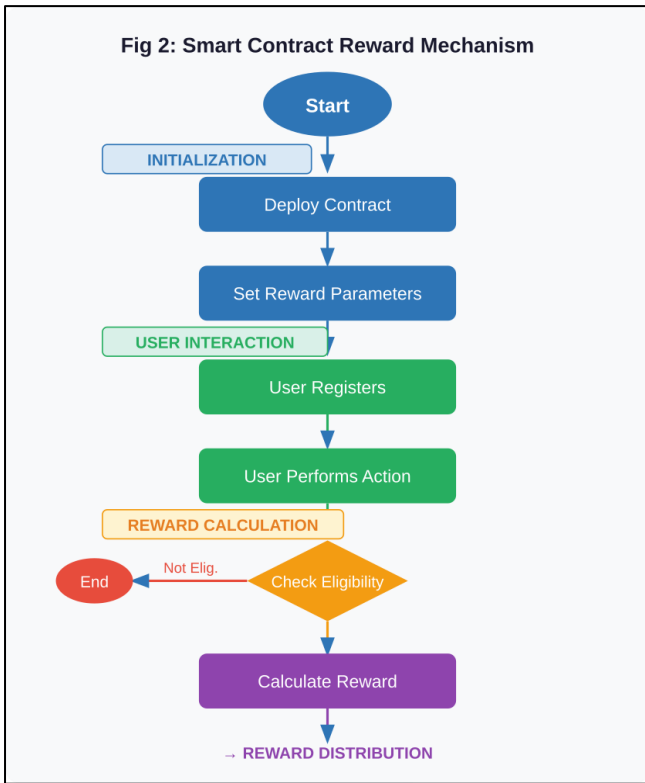 Fig 2: Smart Contract Reward Mechanism
Start
INITIALIZATION
Deploy Contract
Set Reward Parameters
USER INTERACTION
User Registers
User Performs Action
REWARD CALCULATION
Not Elig.
End
Check Eligibility
Calculate Reward
→ REWARD DISTRIBUTION